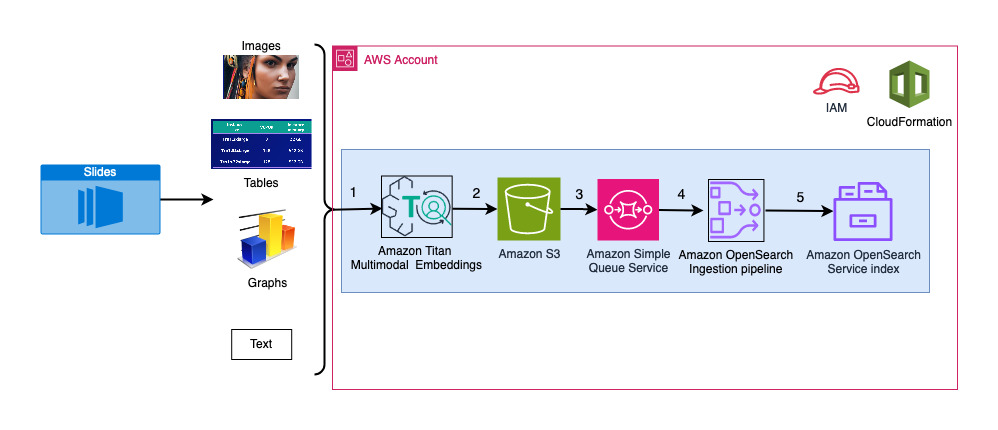 Images
AWS Account
IAM
CloudFormation
Slides
Tables
1
2
3
4
5
Amazon Titan
Multimodal Embeddings
Amazon S3
Amazon Simple
Queue Service
Amazon OpenSearch
Ingestion pipeline
Amazon OpenSearch
Service index
Graphs
Text